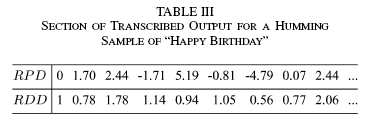 TABLE III
SECTION OF TRANSCRIBED OUTPUT FOR A HUMMING
SAMPLE OF “HAPPY BIRTHDAY”
RPD 0 1.70 2.44 -1.71 5.19 -0.81 -4.79 0.07 2.44 ...
RDD 1 0.78 1.78 1.14 0.94 1.05 0.56 0.77 2.06 ...